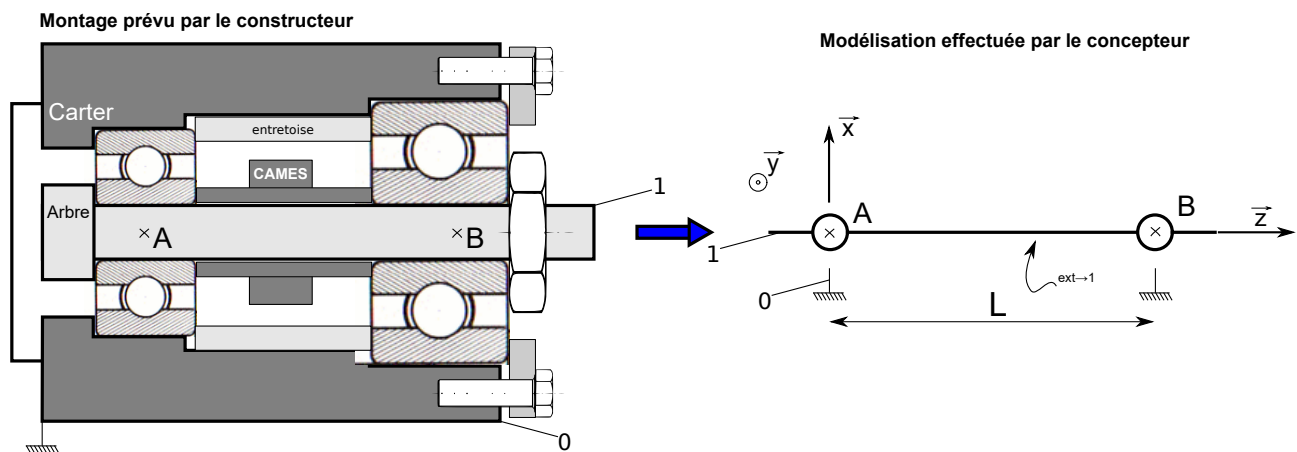 Montage prévu par le constructeur
Modélisation effectuée par le concepteur
Carter
entretoise
CAMES
Arbre
A
B
1
0
x
y
A
B
z
1
0
ext→1
L